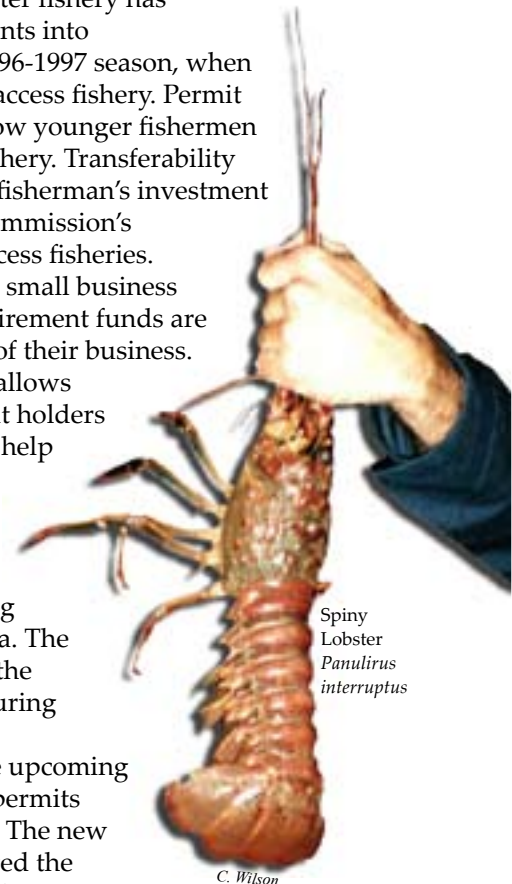 ter fishery has
nts into
96-1997 season, when
access fishery. Permit
ow younger fishermen
hery. Transferability
fisherman’s investment
mmission’s
cess fisheries.
small business
irement funds are
of their business.
allows
t holders
help
g
a. The
the
uring
e upcoming
permits
The new
ed the
Spiny
Lobster
Panulirus
interruptus
C. Wilson